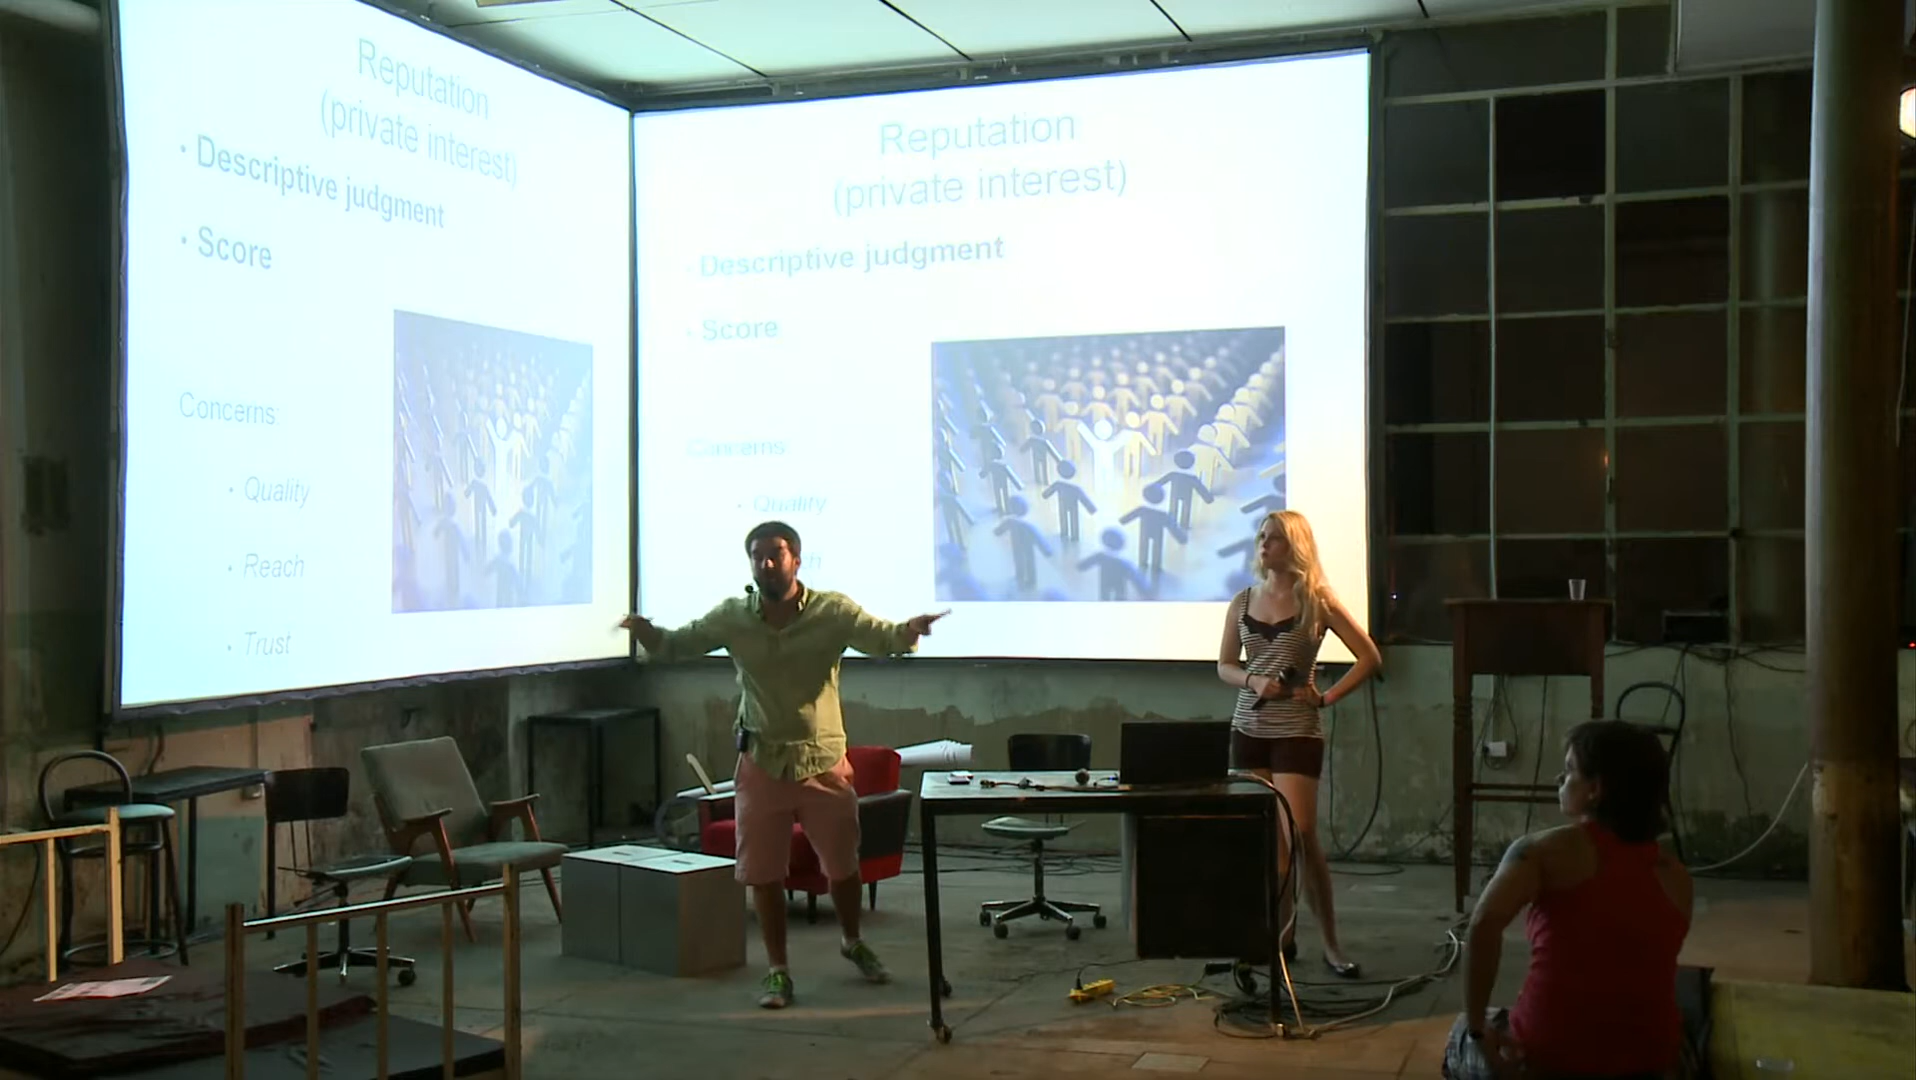 Reputation
(private interest)
• Descriptive judgment
• Score
Concerns:
• Quality
• Reach
• Trust
Reputation
(private interest)
• Descriptive judgment
• Score
Concerns:
• Quality